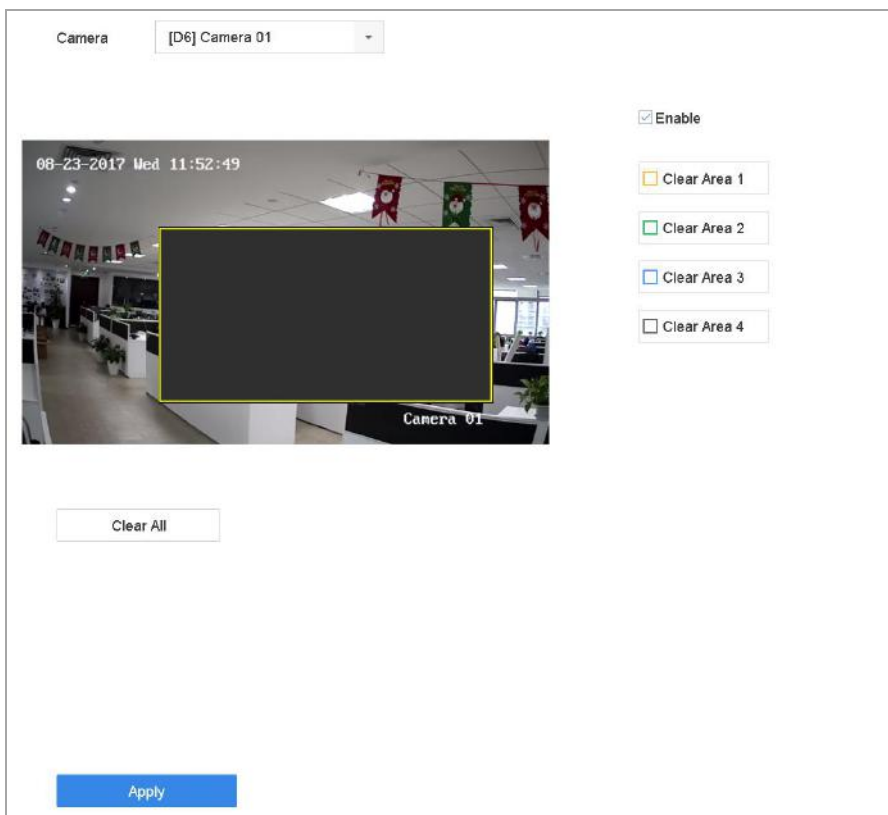 Camera
[D6] Camera 01
Enable
08-23-2017 Wed 11:52:49
Clear Area 1
Clear Area 2
Clear Area 3
Clear Area 4
Camera 01
Clear All
Apply